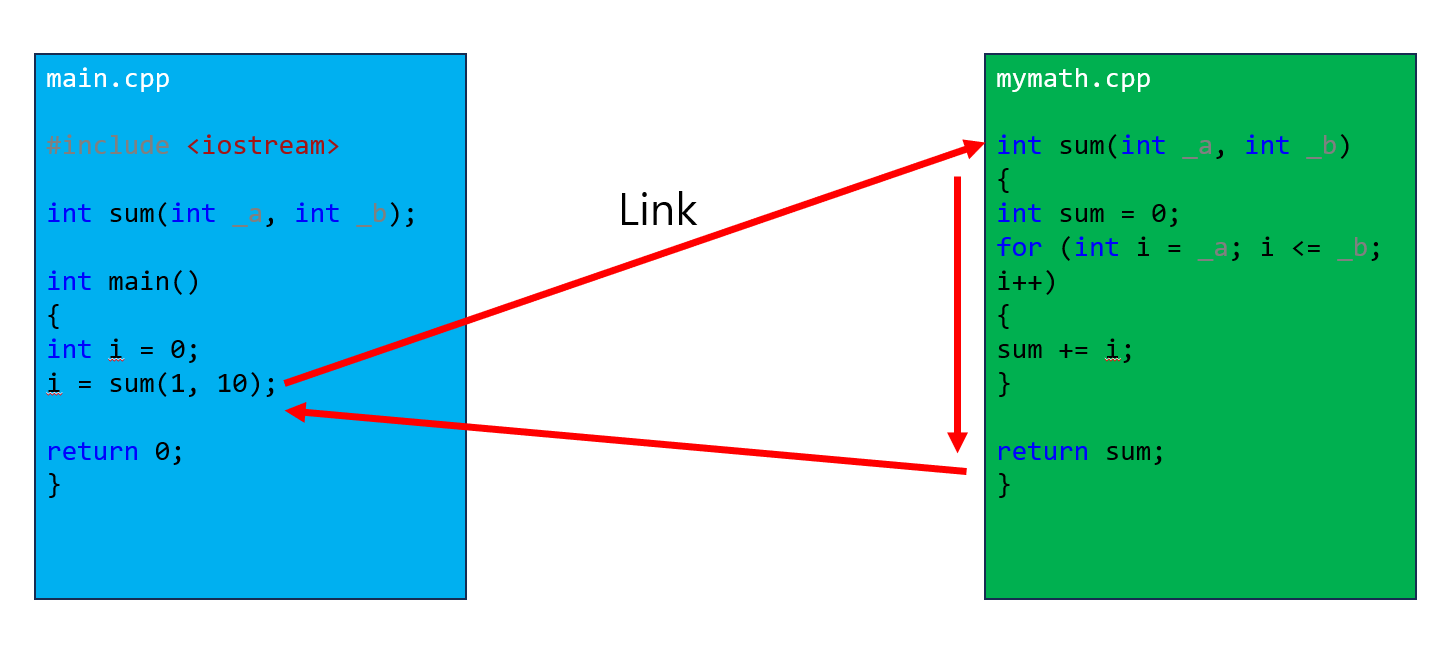 main.cpp
#include <iostream>
int sum(int _a, int _b);
int main()
{
int i = 0;
i = sum(1, 10);
return 0;
}
Link
mymath.cpp
int sum(int _a, int _b)
{
int sum = 0;
for (int i = _a; i <= _b;
i++)
{
sum += i;
}
return sum;
}